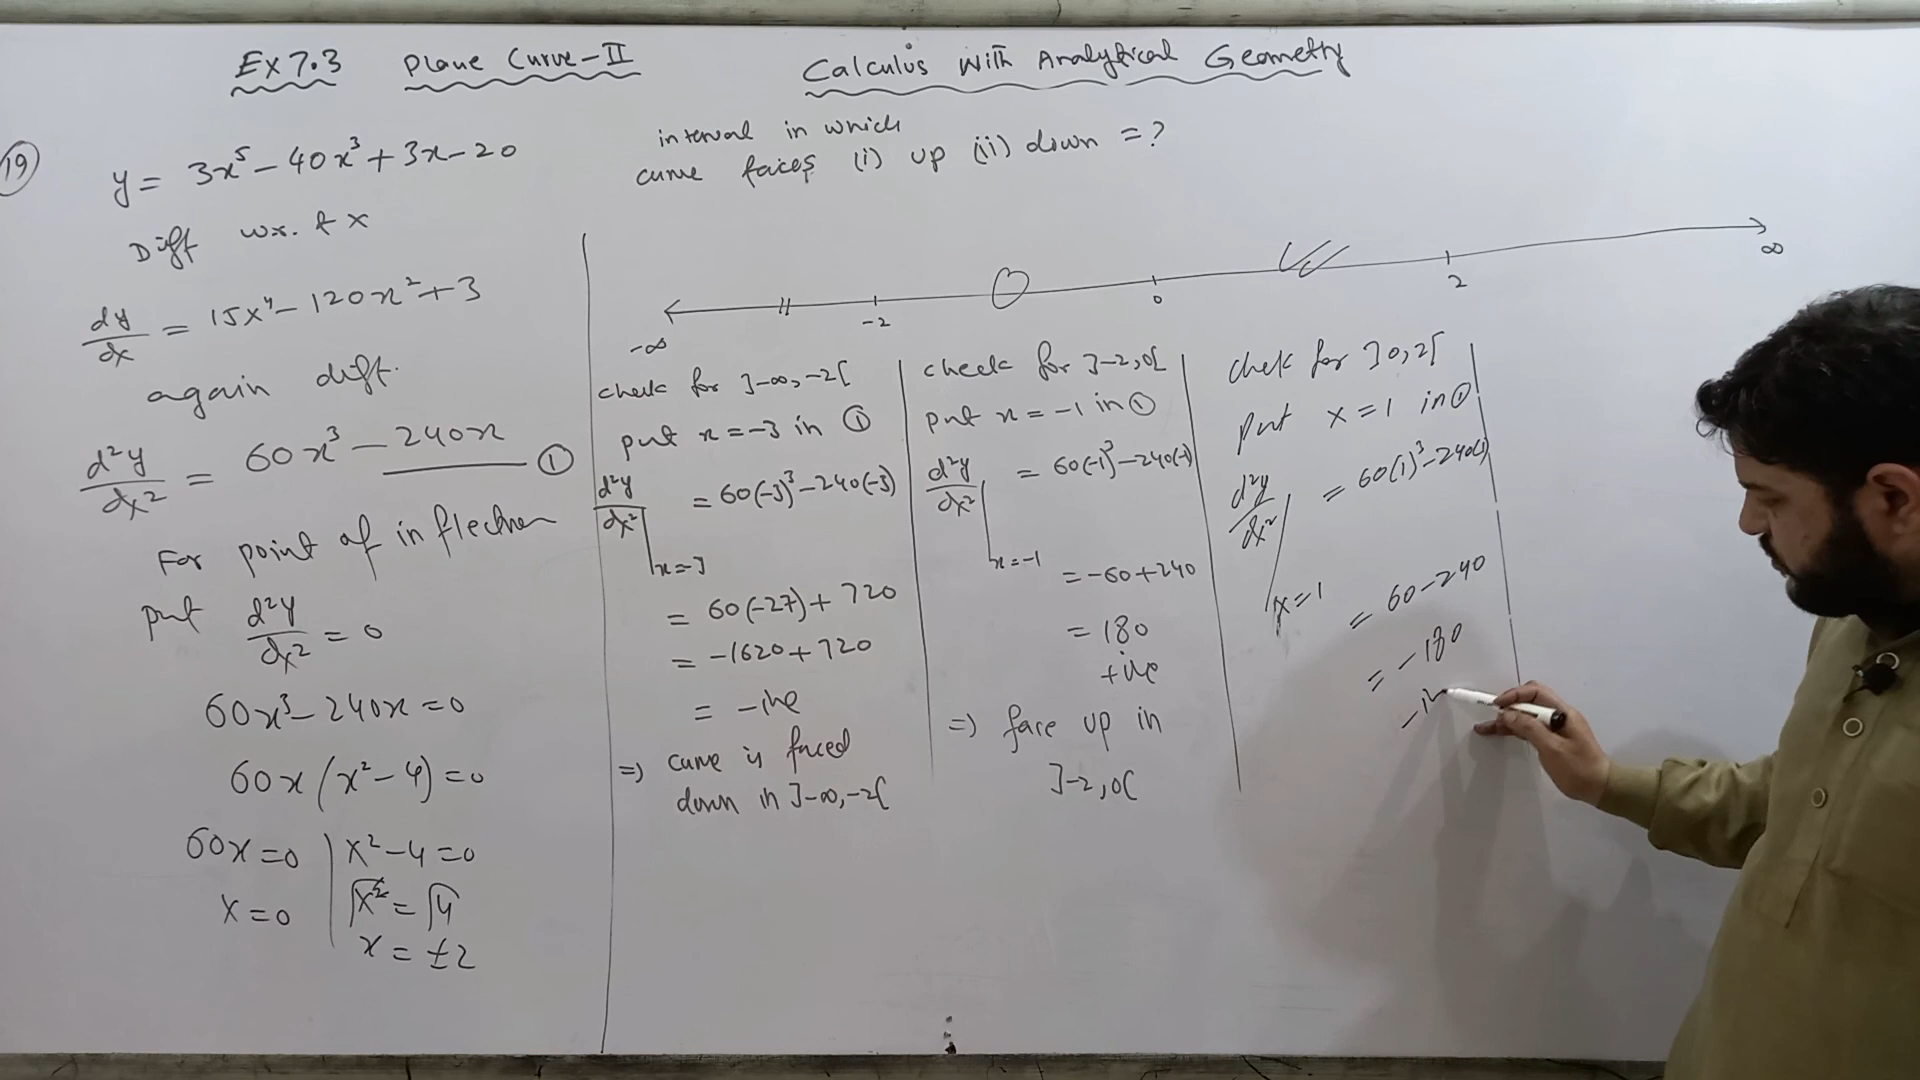 Ex 7.3 Plane Curve-II Calculus With Analytical Geometry
19
y = 3x⁵ - 40x³ + 3x - 20
Diff w.r.t x
dy/dx = 15x⁴ - 120x² + 3
again diff.
d²y/dx² = 60x³ - 240x — ①
For point of inflection
put d²y/dx² = 0
60x³ - 240x = 0
60x (x² - 4) = 0
60x = 0 | x² - 4 = 0
x = 0 | √x² = √4
x = ±2
interval in which
curve faces (i) up (ii) down = ?
-∞ -2 0 2 ∞
check for ]-∞, -2[
put x = -3 in ①
d²y/dx² | x=-3 = 60(-3)³ - 240(-3)
= 60(-27) + 720
= -1620 + 720
= -ive
⇒ curve is faced
down in ]-∞, -2[
check for ]-2, 0[
put x = -1 in ①
d²y/dx² | x=-1 = 60(-1)³ - 240(-1)
= -60 + 240
= 180
+ive
⇒ face up in
]-2, 0[
Chek for ]0, 2[
put x = 1 in ①
d²y/dx² | x=1 = 60(1)³ - 240(1)
= 60 - 240
= -180
-iv